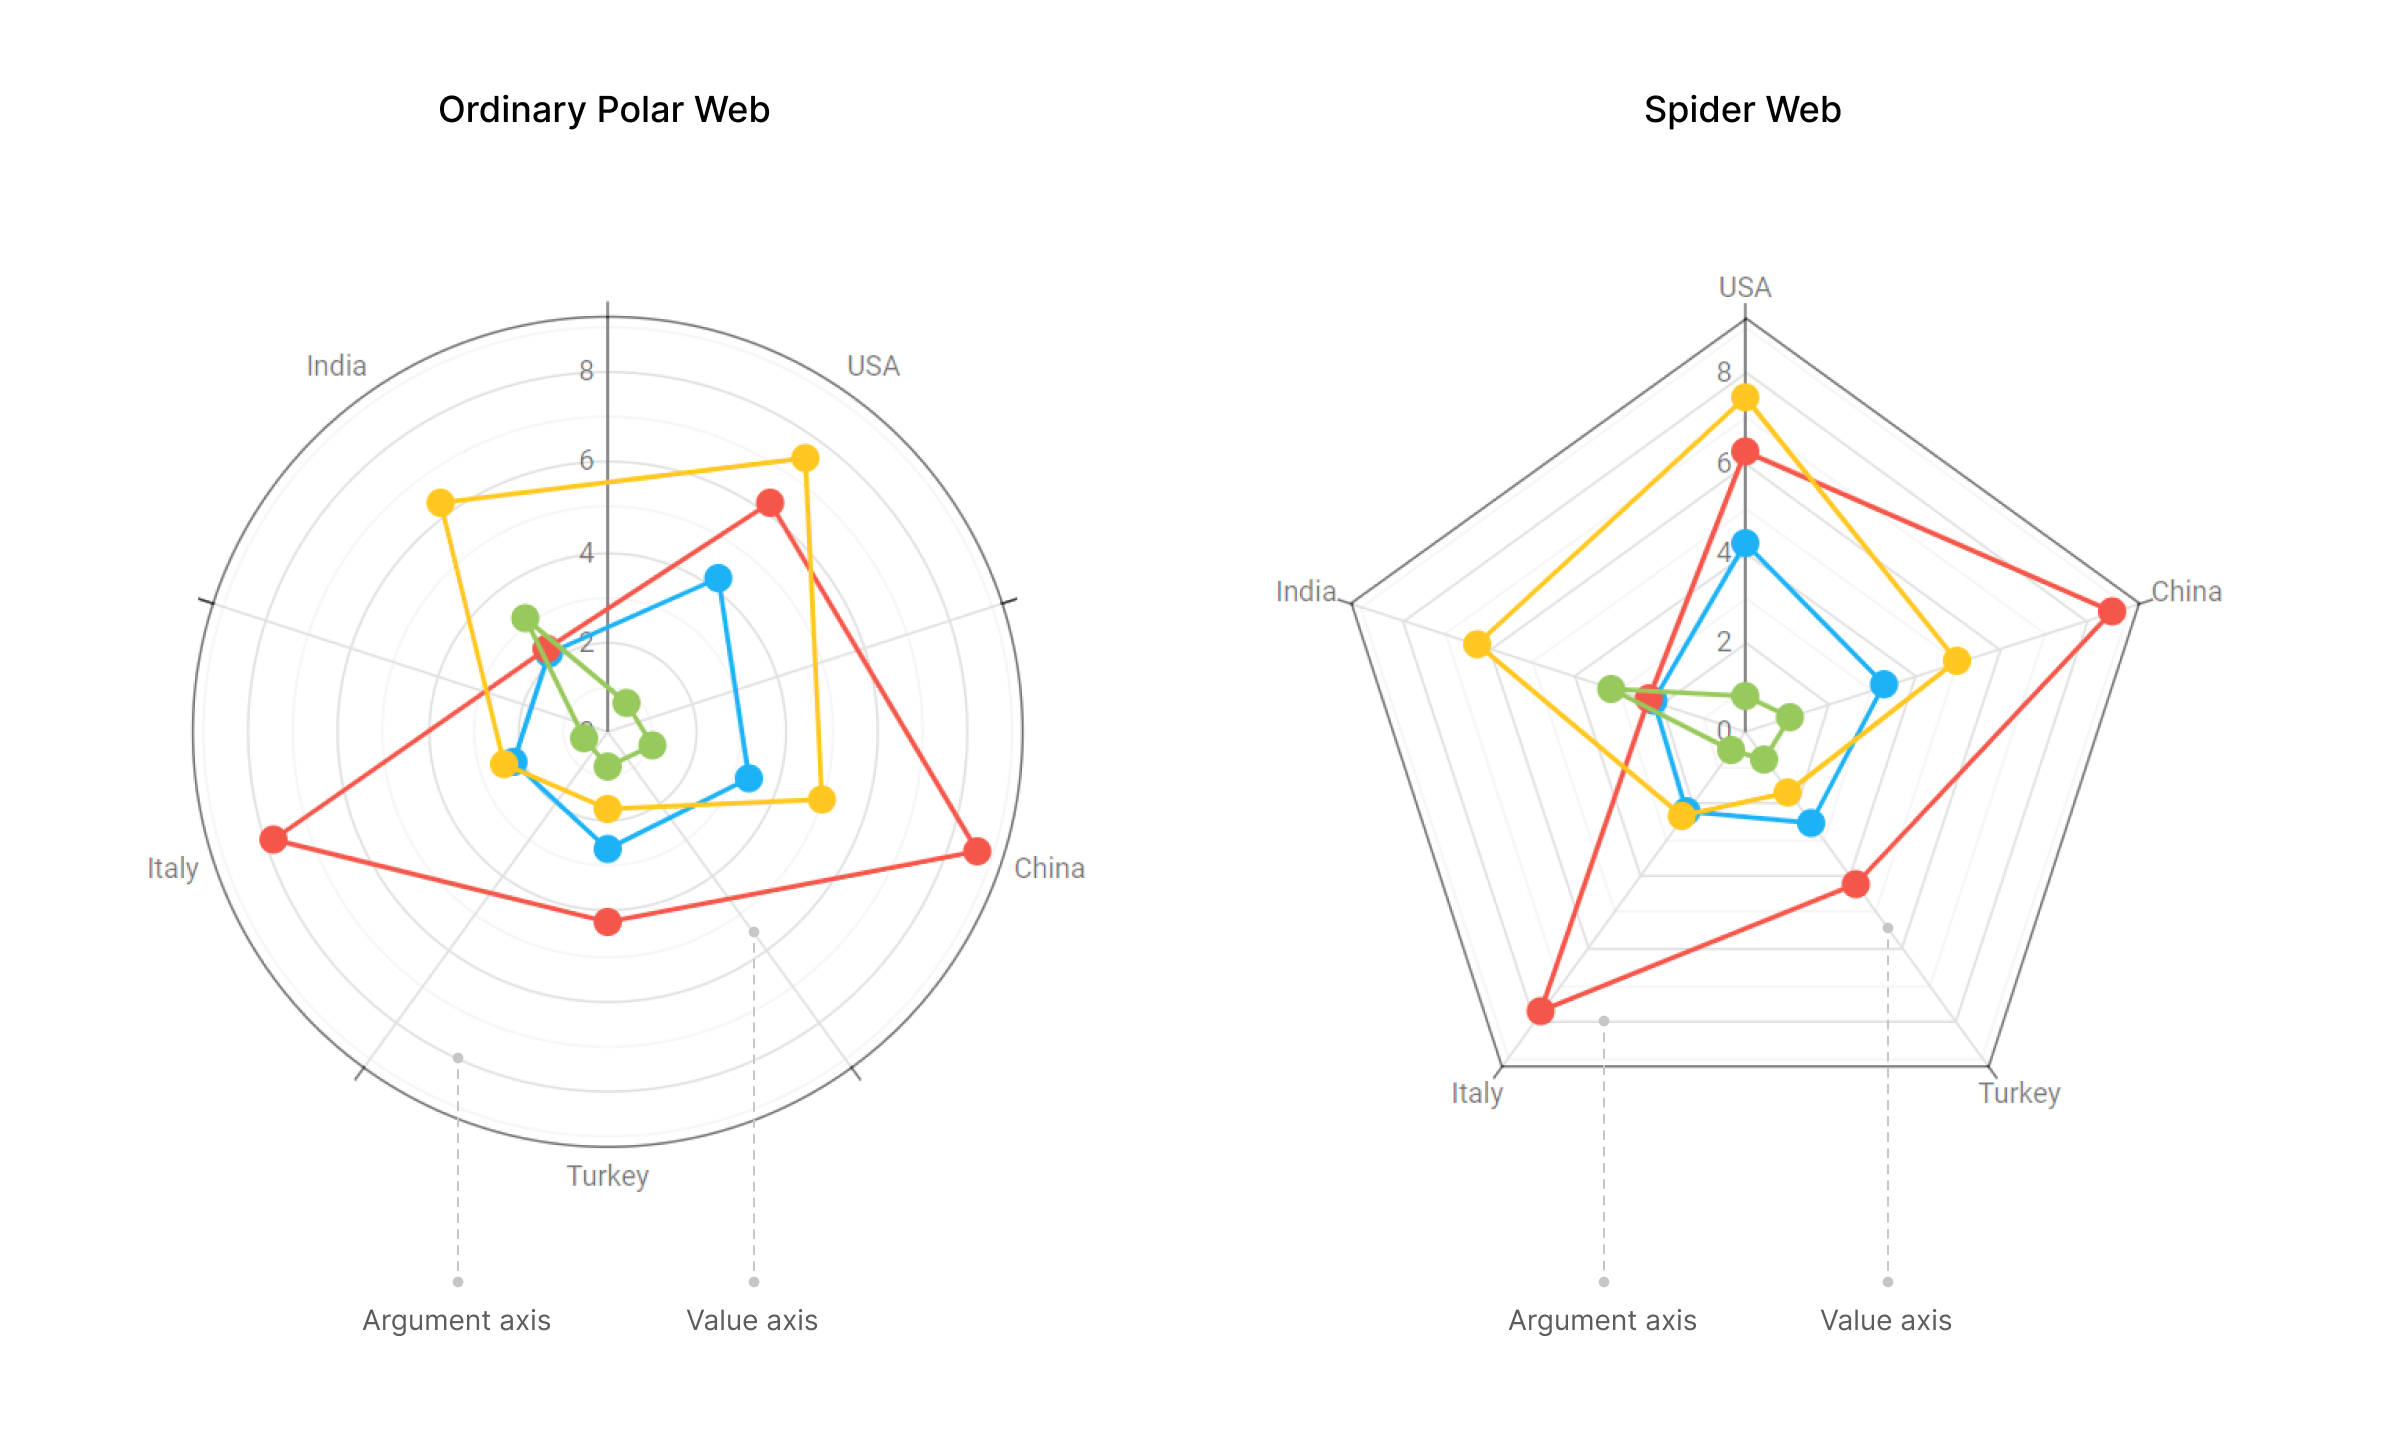 Ordinary Polar Web
India
USA
8
6
4
2
0
Italy
China
Turkey
Argument axis
Value axis
Spider Web
USA
8
6
4
2
0
India
China
Italy
Turkey
Argument axis
Value axis